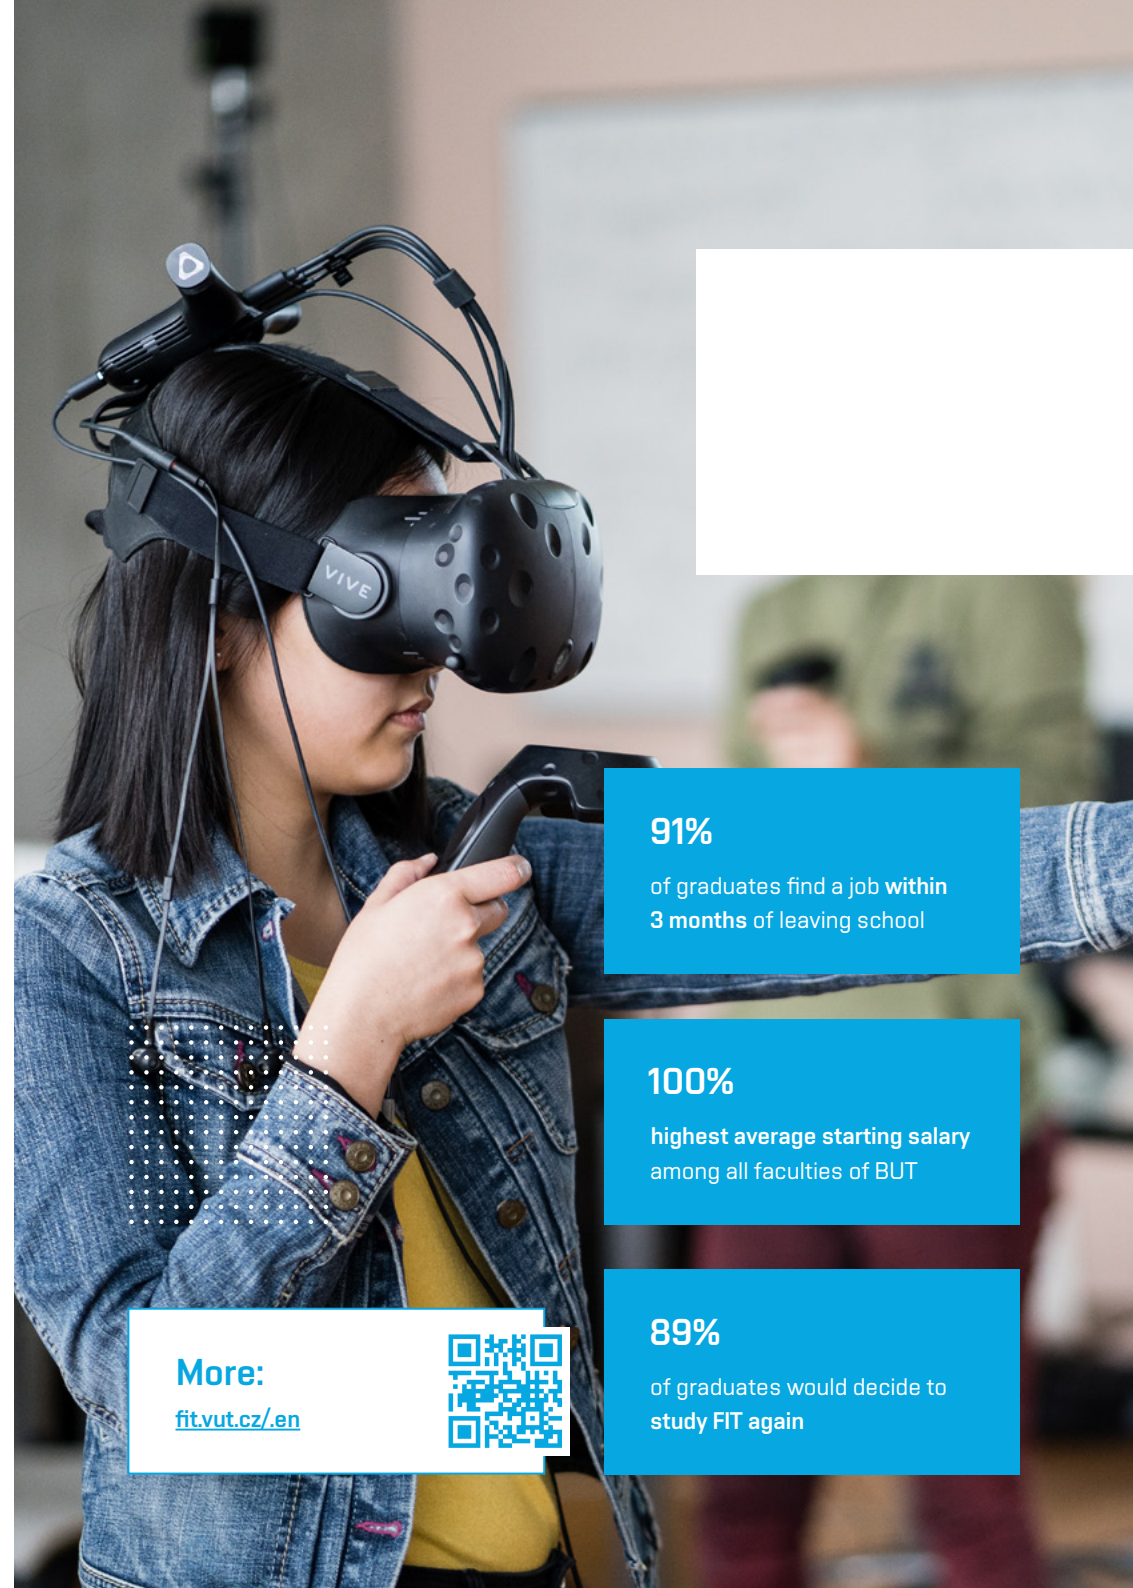 VIVE
91%
of graduates find a job within
3 months of leaving school
100%
highest average starting salary
among all faculties of BUT
89%
of graduates would decide to
study FIT again
More:
fit.vut.cz/.en